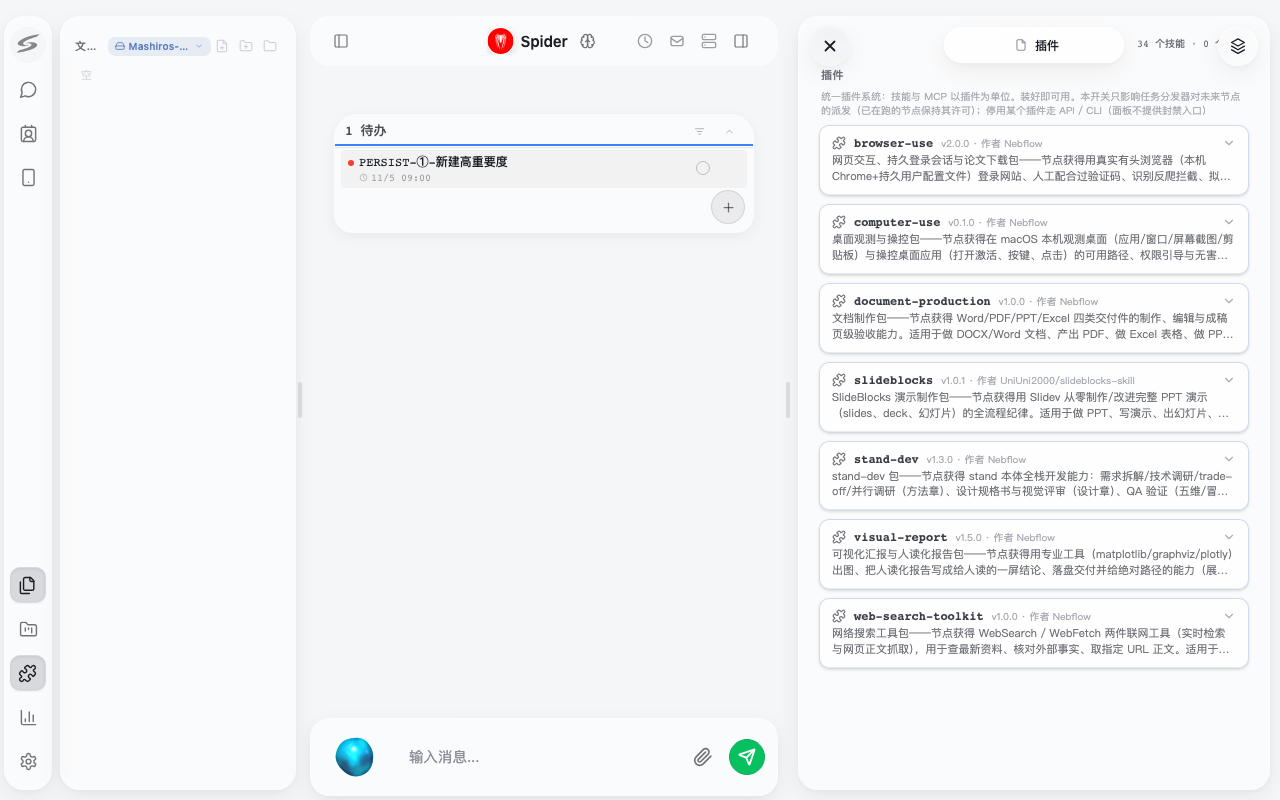 文...
Mashiros-...
空
Spider
1 待办
PERSIST-①-新建高重要度
11/5 09:00
输入消息...
插件
34 个技能 · 0
插件
统一插件系统：技能与 MCP 以插件为单位。装好即可用。本开关只影响任务分发器对未来节点
的派发（已在跑的节点保持其许可）；停用某个插件走 API / CLI（面板不提供封禁入口）
browser-use v2.0.0 · 作者 Nebflow
网页交互、持久登录会话与论文下载包——节点获得用真实有头浏览器（本机
Chrome+持久用户配置文件）登录网站、人工配合过验证码、识别反爬拦截、拟...
computer-use v0.1.0 · 作者 Nebflow
桌面观测与操控包——节点获得在 macOS 本机观测桌面（应用/窗口/屏幕截图/剪
贴板）与操控桌面应用（打开激活、按键、点击）的可用路径、权限引导与无害...
document-production v1.0.0 · 作者 Nebflow
文档制作包——节点获得 Word/PDF/PPT/Excel 四类交付件的制作、编辑与成稿
页级验收能力。适用于做 DOCX/Word 文档、产出 PDF、做 Excel 表格、做 PP...
slideblocks v1.0.1 · 作者 UniUni2000/slideblocks-skill
SlideBlocks 演示制作包——节点获得用 Slidev 从零制作/改进完整 PPT 演示
（slides、deck、幻灯片）的全流程纪律。适用于做 PPT、写演示、出幻灯片、...
stand-dev v1.3.0 · 作者 Nebflow
stand-dev 包——节点获得 stand 本体全栈开发能力：需求拆解/技术调研/trade-
off/并行调研（方法章）、设计规格书与视觉评审（设计章）、QA 验证（五维/冒...
visual-report v1.5.0 · 作者 Nebflow
可视化汇报与人读化报告包——节点获得用专业工具（matplotlib/graphviz/plotly）
出图、把人读化报告写成给人读的一屏结论、落盘交付并给绝对路径的能力（展...
web-search-toolkit v1.0.0 · 作者 Nebflow
网络搜索工具包——节点获得 WebSearch / WebFetch 两件联网工具（实时检索
与网页正文抓取），用于查最新资料、核对外部事实、取指定 URL 正文。适用于...